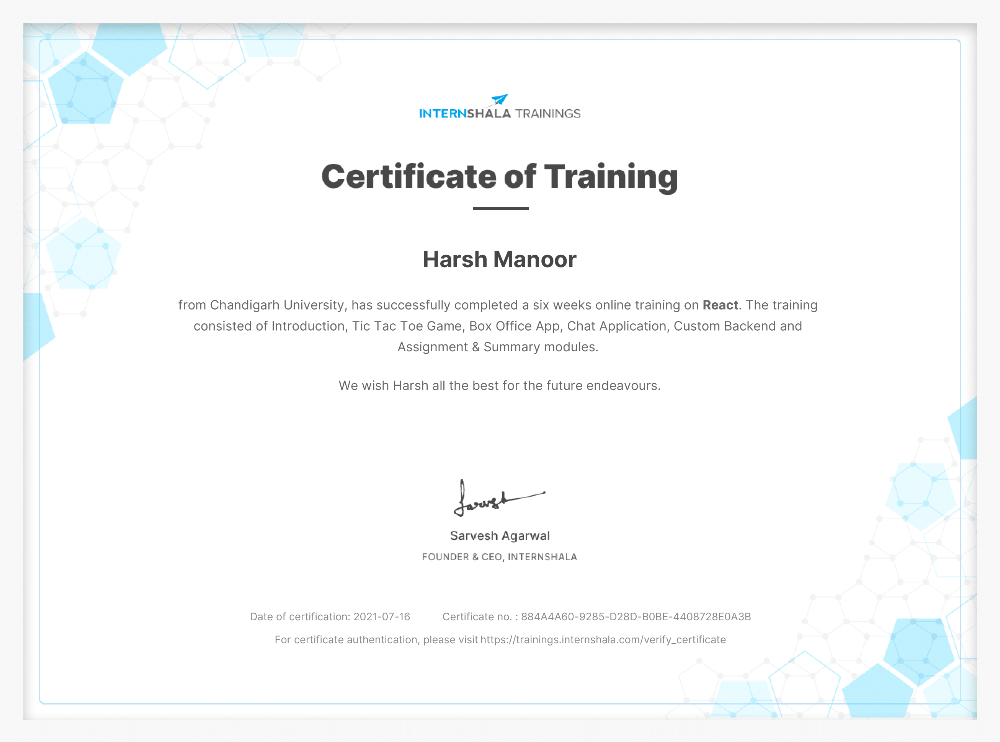 INTERNSHALA TRAININGS
Certificate of Training
Harsh Manoor
from Chandigarh University, has successfully completed a six weeks online training on React. The training
consisted of Introduction, Tic Tac Toe Game, Box Office App, Chat Application, Custom Backend and
Assignment & Summary modules.
We wish Harsh all the best for the future endeavours.
Sarvesh
Sarvesh Agarwal
FOUNDER & CEO, INTERNSHALA
Date of certification: 2021-07-16 Certificate no. : 884A4A60-9285-D28D-B0BE-4408728E0A3B
For certificate authentication, please visit https://trainings.internshala.com/verify_certificate